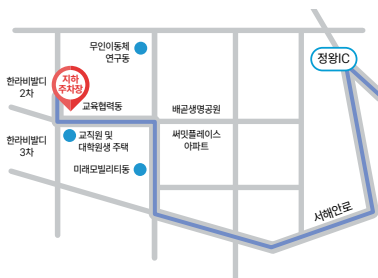 무인이동체
연구동
정왕IC
한라비발디
2차
지하
주차장
교육협력동
배곧생명공원
한라비발디
3차
교직원 및
대학원생 주택
써밋플레이스
아파트
미래모빌리티동
서해안로